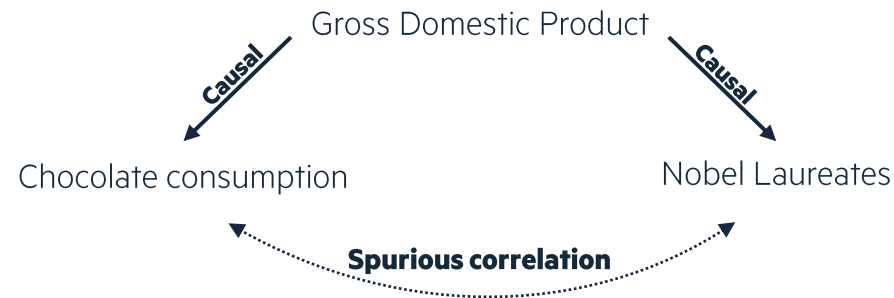 Gross Domestic Product
Causal
Causal
Chocolate consumption
Nobel Laureates
Spurious correlation